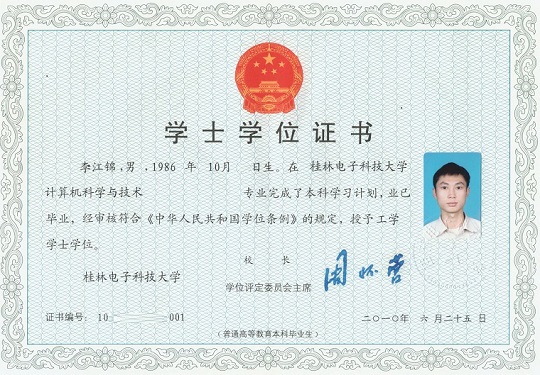 学士学位证书
李江锦，男，1986 年 10月 日生。在 桂林电子科技大学
计算机科学与技术 专业完成了本科学习计划，业已
毕业，经审核符合《中华人民共和国学位条例》的规定，授予 工学
学士学位。
校 长
桂林电子科技大学
学位评定委员会主席
周怀营
证书编号：10 001
二〇一〇年 六 月 二十五 日
（普通高等教育本科毕业生）